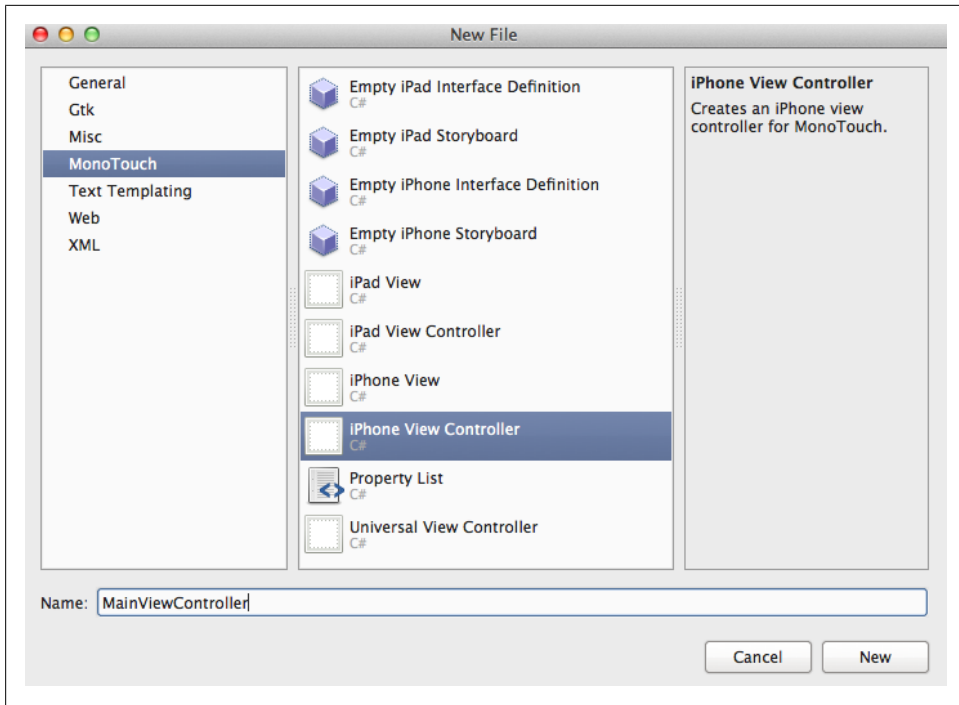 New File
General
Gtk
Misc
MonoTouch
Text Templating
Web
XML
Empty iPad Interface Definition
C#
Empty iPad Storyboard
C#
Empty iPhone Interface Definition
C#
Empty iPhone Storyboard
C#
iPad View
C#
iPad View Controller
C#
iPhone View
C#
iPhone View Controller
C#
Property List
C#
Universal View Controller
C#
iPhone View Controller
Creates an iPhone view
controller for MonoTouch.
Name: MainViewController
Cancel New